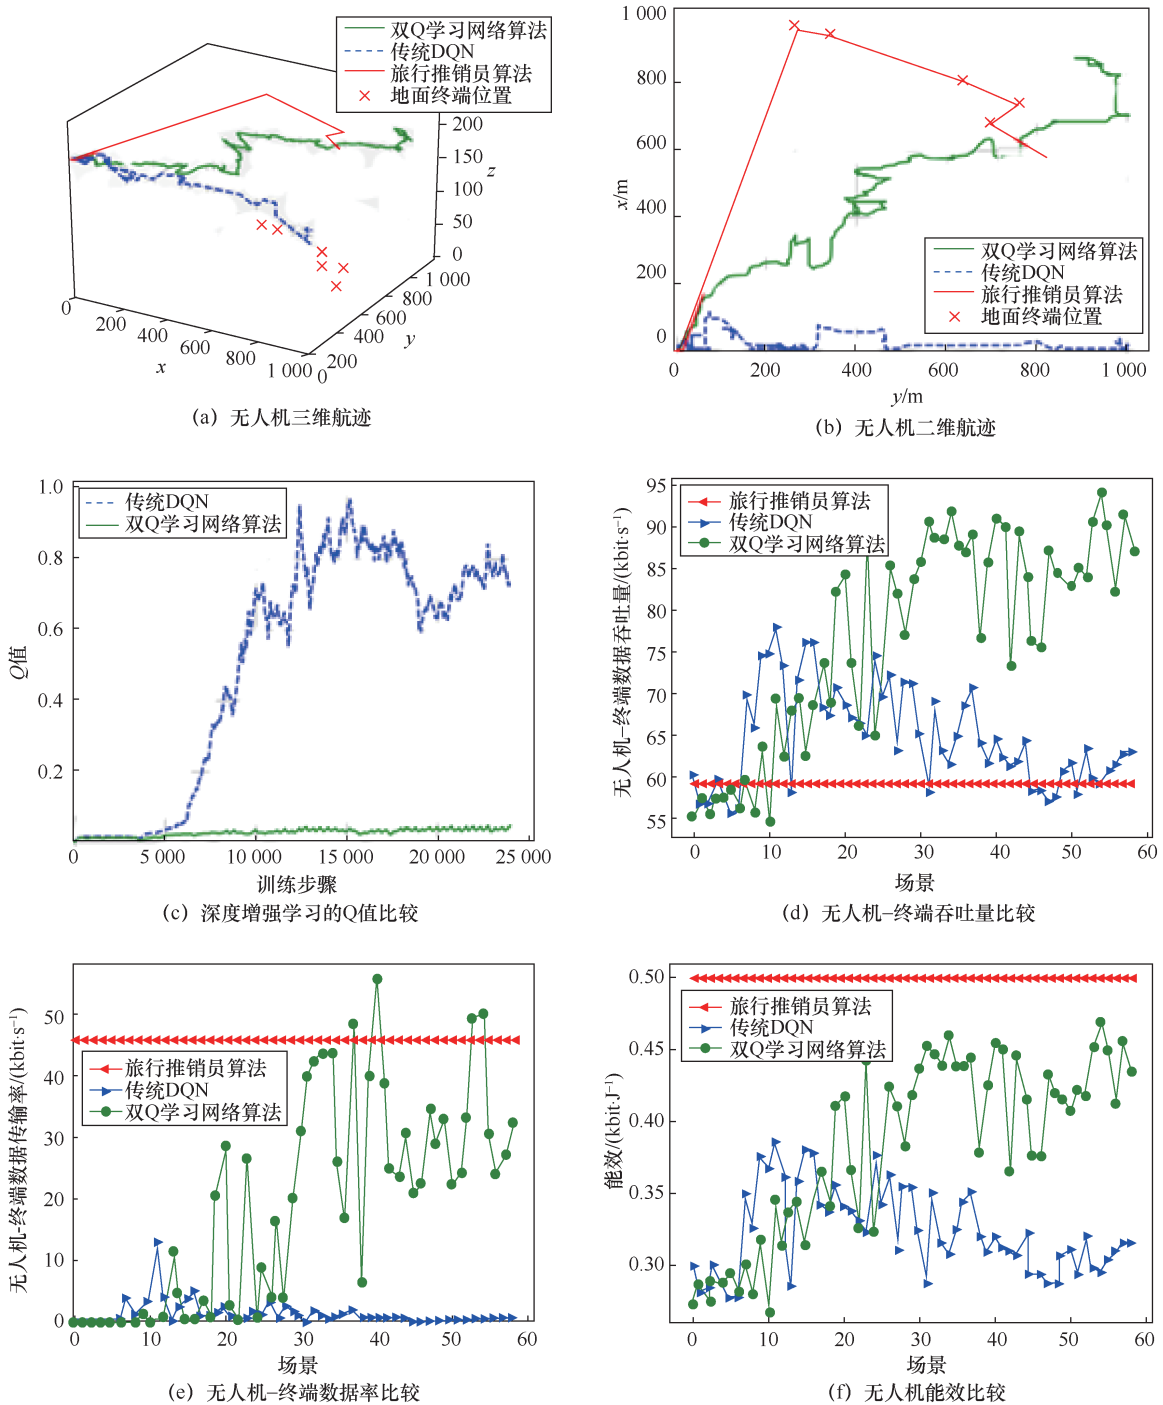 双Q学习网络算法
传统DQN
旅行推销员算法
地面终端位置
200
150
z
100
50
0
0
200
400
600
800
1 000
x
0
200
400
600
800
1 000
y
(a) 无人机三维航迹
1 000
800
600
x/m
400
200
0
双Q学习网络算法
传统DQN
旅行推销员算法
地面终端位置
0 200 400 600 800 1 000
y/m
(b) 无人机二维航迹
1.0
传统DQN
双Q学习网络算法
0.8
0.6
Q值
0.4
0.2
0 5 000 10 000 15 000 20 000 25 000
训练步骤
(c) 深度增强学习的Q值比较
95
旅行推销员算法
传统DQN
双Q学习网络算法
90
85
80
75
70
65
60
55
无人机–终端数据吞吐量/(kbit·s⁻¹)
0 10 20 30 40 50 60
场景
(d) 无人机–终端吞吐量比较
50
40
30
20
10
0
旅行推销员算法
传统DQN
双Q学习网络算法
无人机-终端数据传输率/(kbit·s⁻¹)
0 10 20 30 40 50 60
场景
(e) 无人机–终端数据率比较
0.50
旅行推销员算法
传统DQN
双Q学习网络算法
0.45
0.40
0.35
0.30
能效/(kbit·J⁻¹)
0 10 20 30 40 50 60
场景
(f) 无人机能效比较